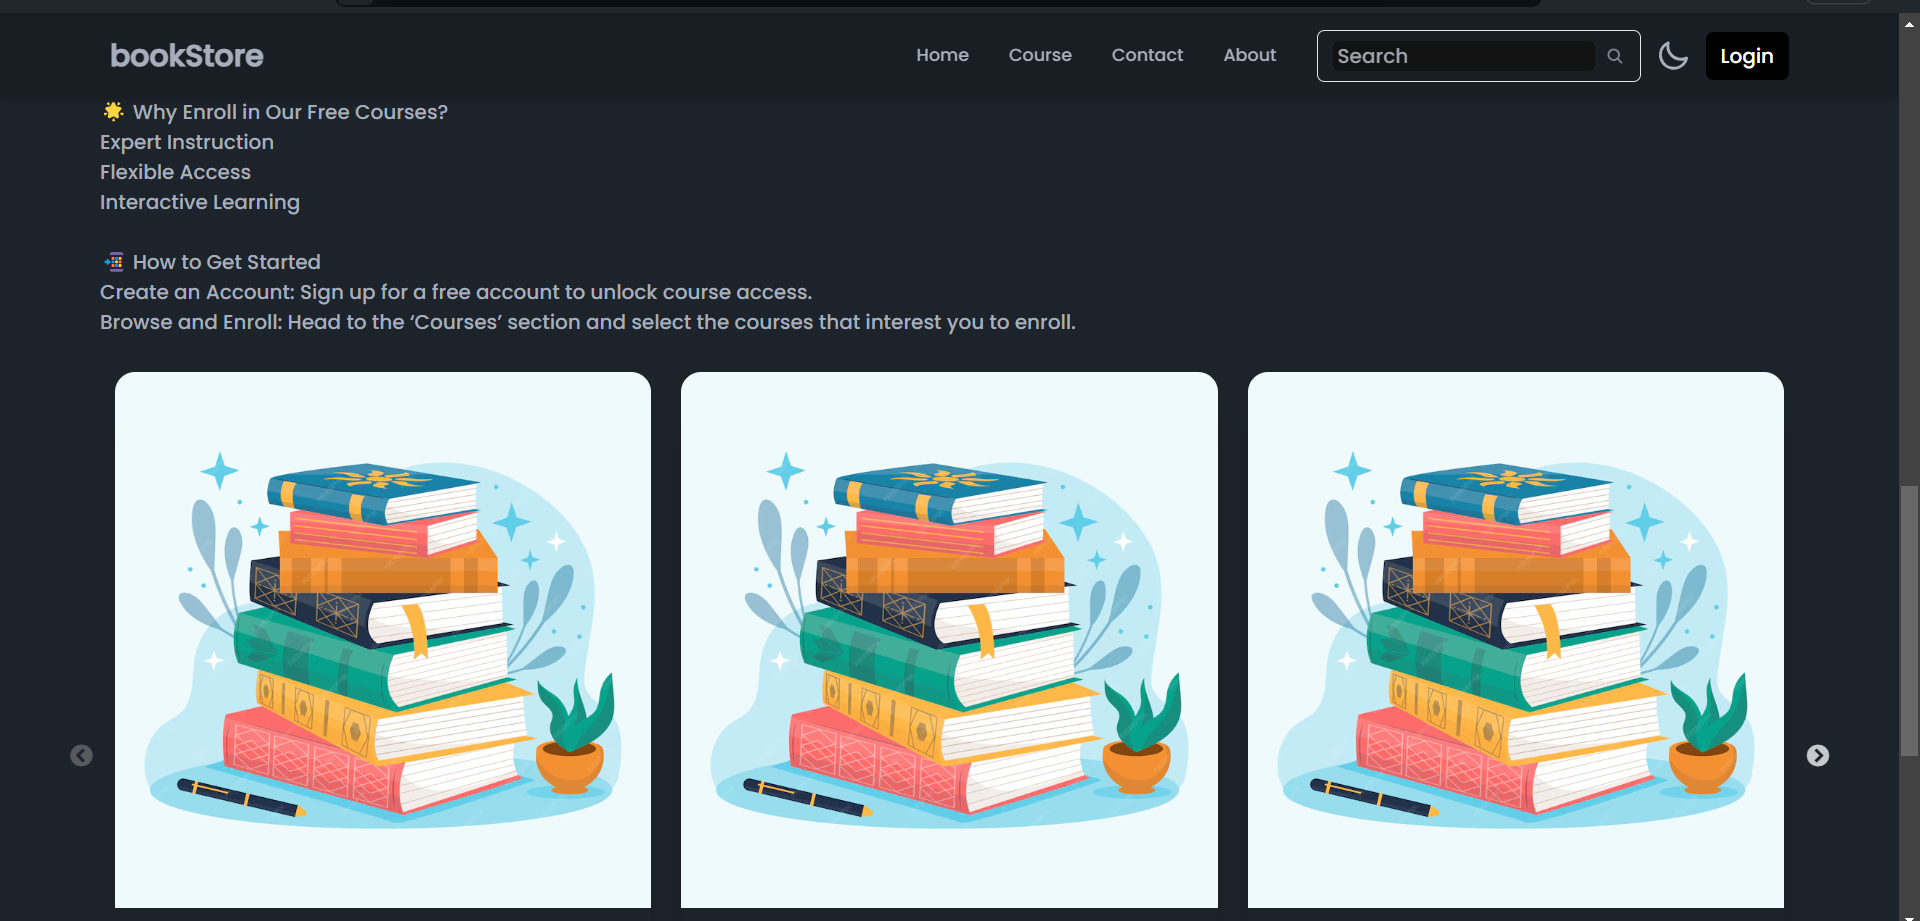 bookStore
Home Course Contact About Search Login
🌟 Why Enroll in Our Free Courses?
Expert Instruction
Flexible Access
Interactive Learning
📲 How to Get Started
Create an Account: Sign up for a free account to unlock course access.
Browse and Enroll: Head to the ‘Courses’ section and select the courses that interest you to enroll.